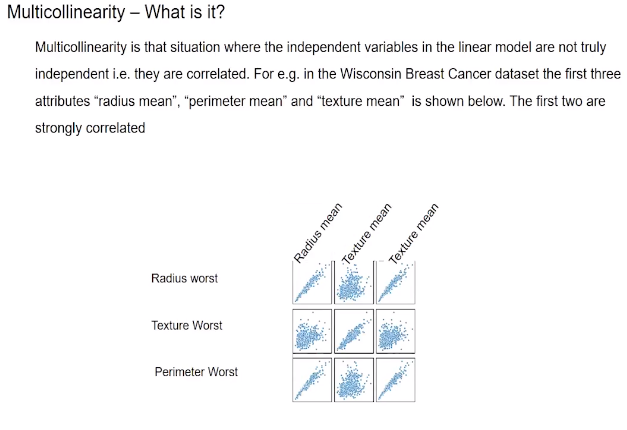 Multicollinearity – What is it?
Multicollinearity is that situation where the independent variables in the linear model are not truly
independent i.e. they are correlated. For e.g. in the Wisconsin Breast Cancer dataset the first three
attributes “radius mean”, “perimeter mean” and “texture mean”  is shown below. The first two are
strongly correlated
Radius mean
Texture mean
Texture mean
Radius worst
Texture Worst
Perimeter Worst